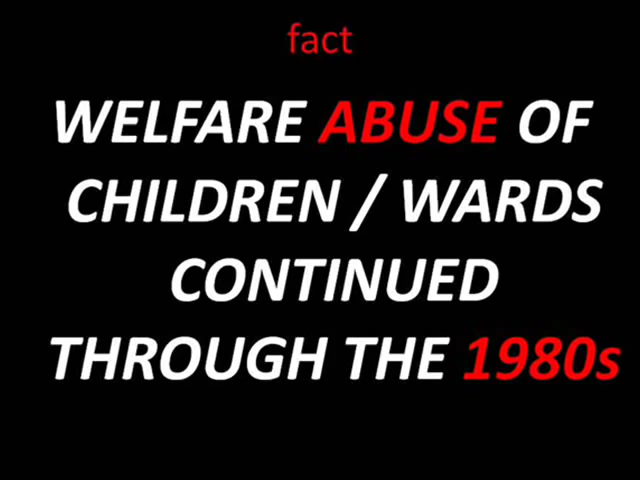 fact
WELFARE ABUSE OF
CHILDREN / WARDS
CONTINUED
THROUGH THE 1980s